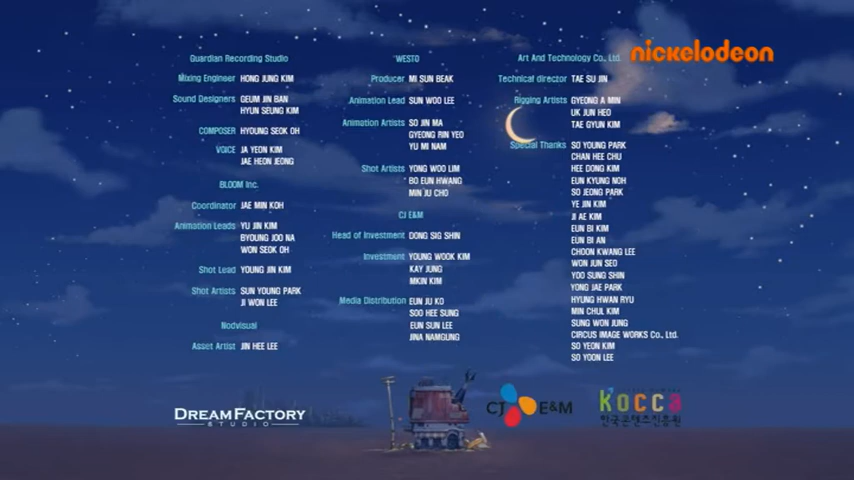 nickelodeon
Guardian Recording Studio
Mixing Engineer HONG JUNG KIM
Sound Designers GEUM JIN BAN
HYUN SEUNG KIM
COMPOSER HYOUNG SEOK OH
VOICE JA YEON KIM
JAE HEON JEONG
BLOOM Inc.
Coordinator JAE MIN KOH
Animation Leads YU JIN KIM
BYOUNG JOO NA
WON SEOK OH
Shot Lead YOUNG JIN KIM
Shot Artists SUN YOUNG PARK
JI WON LEE
Nodvisual
Asset Artist JIN HEE LEE
WESTO
Producer MI SUN BEAK
Animation Lead SUN WOO LEE
Animation Artists SO JIN MA
GYEONG RIN YEO
YU MI NAM
Shot Artists YONG WOO LIM
BO EUN HWANG
MIN JU CHO
CJ E&M
Head of Investment DONG SIG SHIN
Investment YOUNG WOOK KIM
KAY JUNG
MKIN KIM
Media Distribution EUN JU KO
SOO HEE SUNG
EUN SUN LEE
JINA NAMGUNG
Art And Technology Co., Ltd.
Technical director TAE SU JIN
Rigging Artists GYEONG A MIN
UK JUN HEO
TAE GYUN KIM
Special Thanks SO YOUNG PARK
CHAN HEE CHU
HEE DONG KIM
EUN KYUNG NOH
SO JEONG PARK
YE JIN KIM
JI AE KIM
EUN BI KIM
EUN BI AN
CHOON KWANG LEE
WON JUN SEO
YOO SUNG SHIN
YONG JAE PARK
HYUNG HWAN RYU
MIN CHUL KIM
SUNG WON JUNG
CIRCUS IMAGE WORKS Co., Ltd.
SO YEON KIM
SO YOON LEE
DREAMFACTORY
STUDIO
CJ E&M
KOCCA
한국콘텐츠진흥원